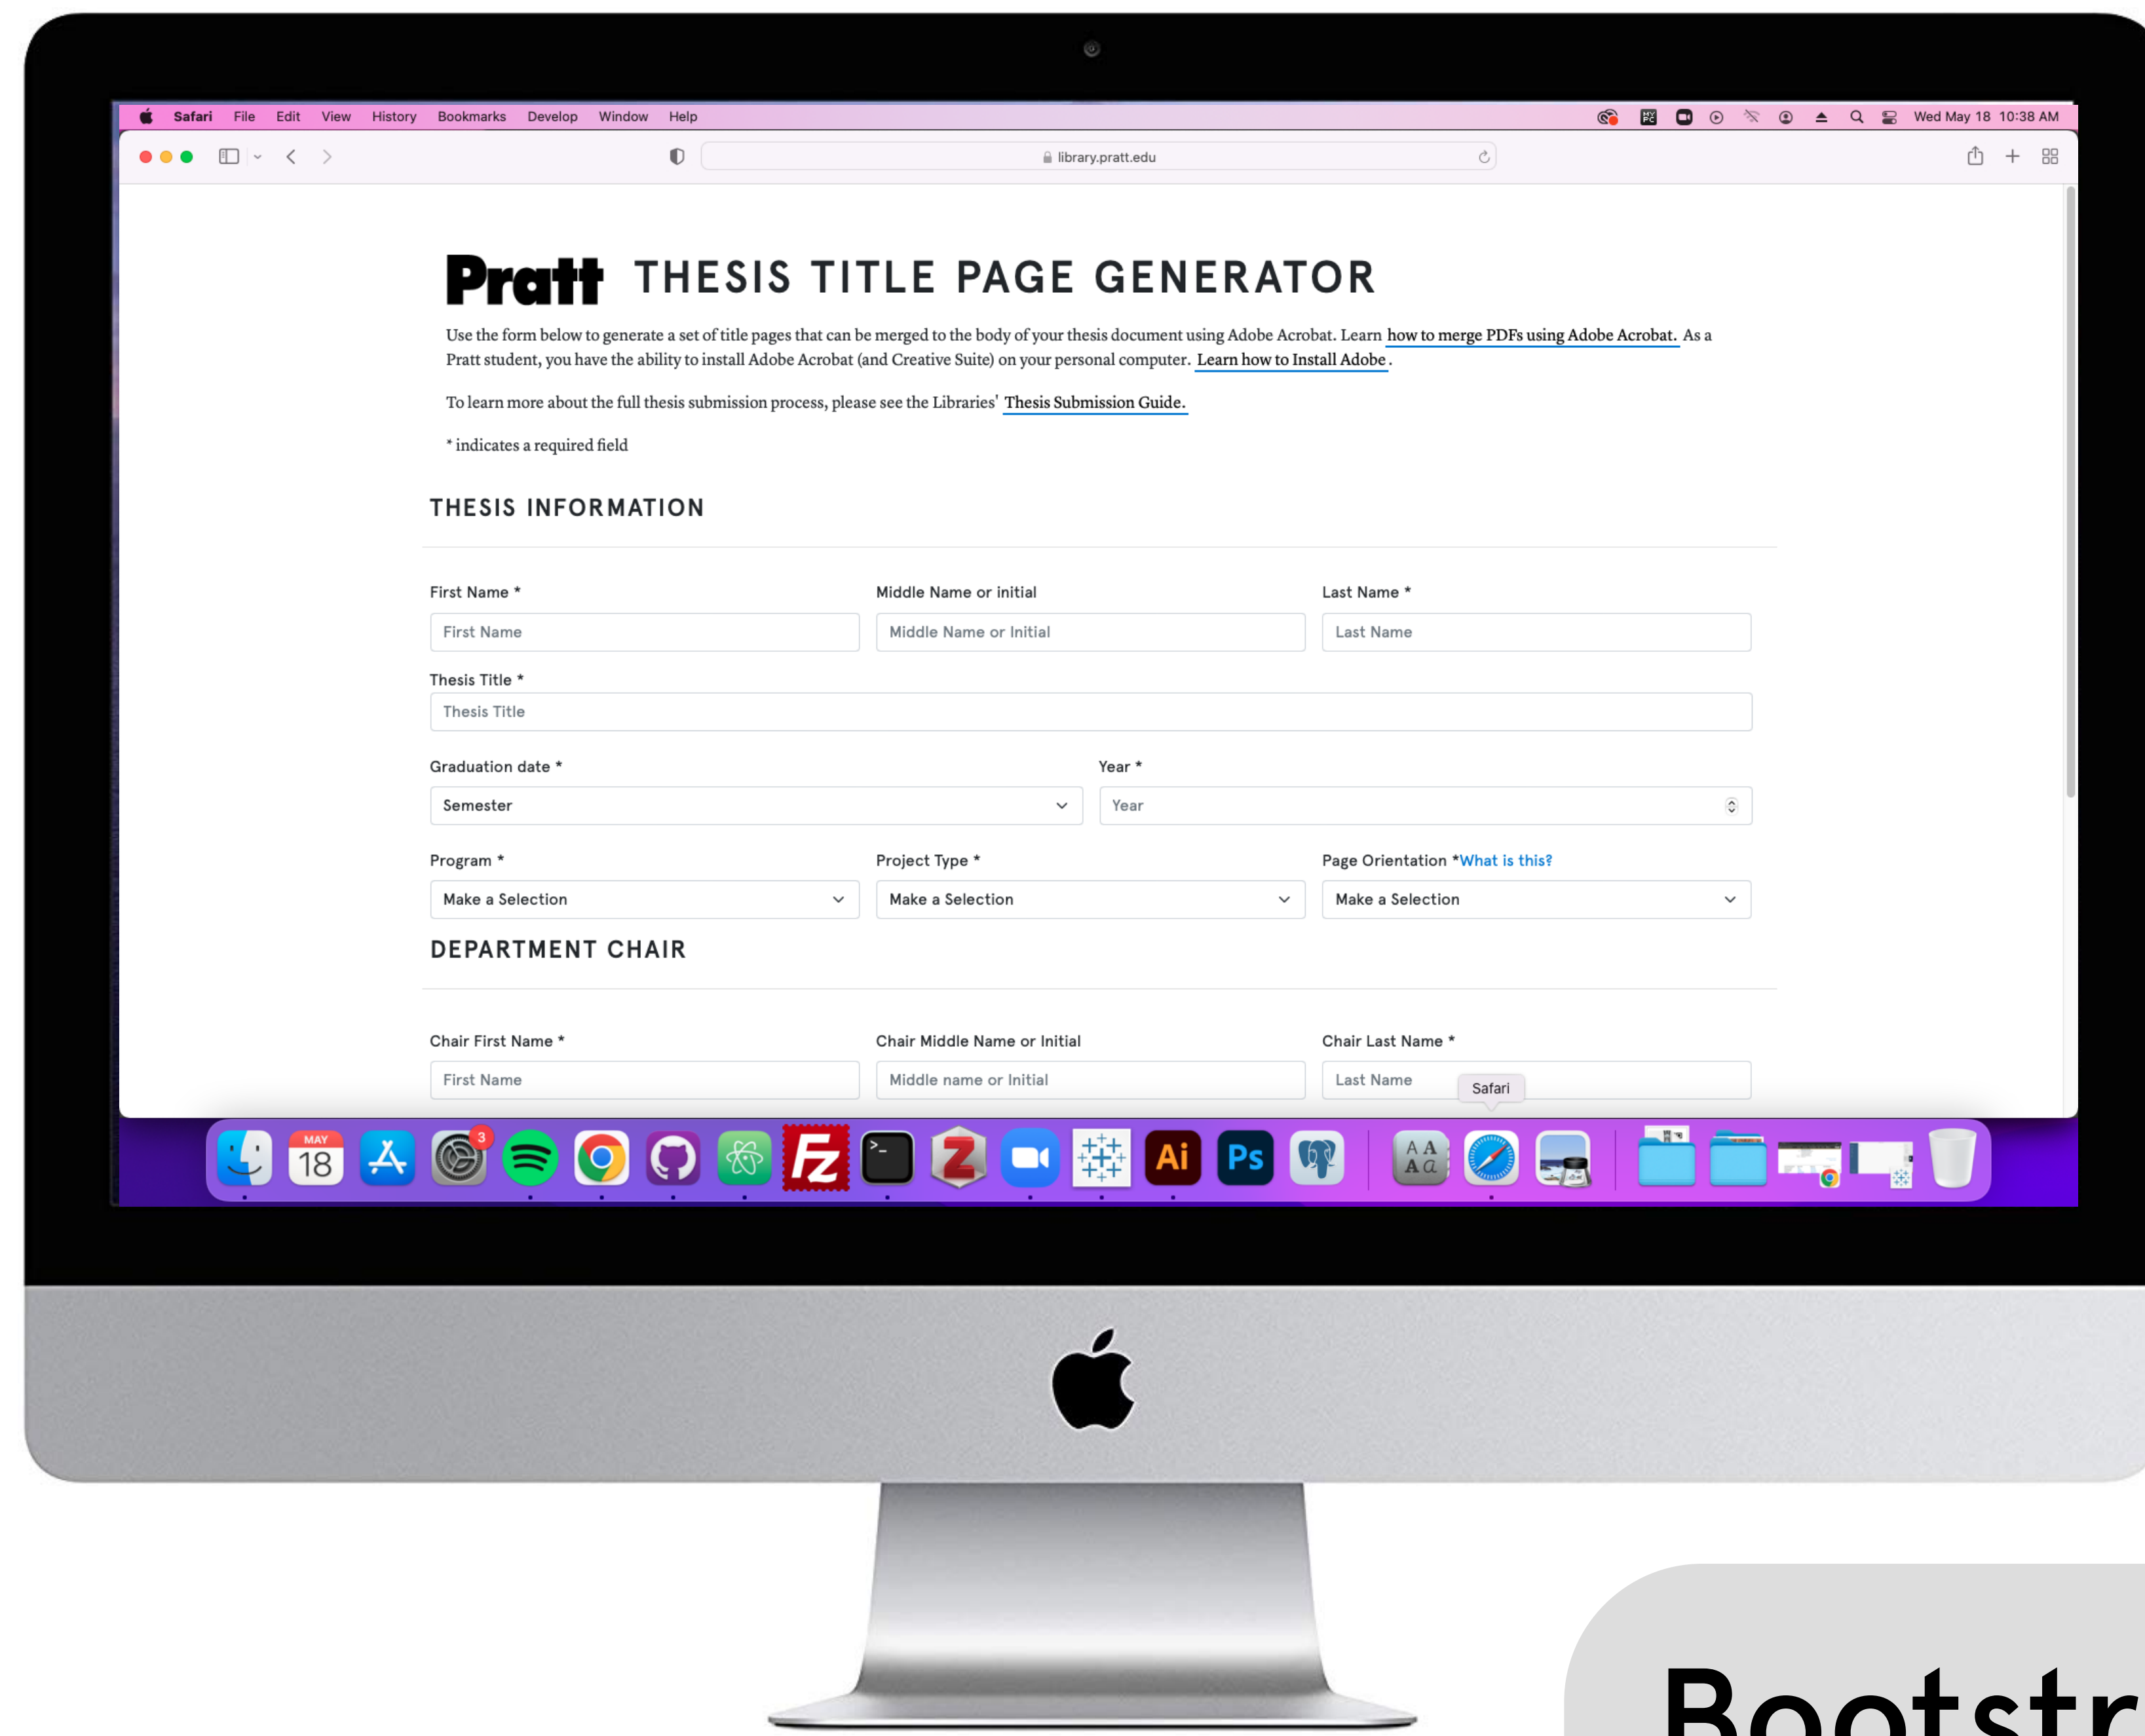 Safari File Edit View History Bookmarks Develop Window Help Wed May 18 10:38 AM
library.pratt.edu
Pratt THESIS TITLE PAGE GENERATOR
Use the form below to generate a set of title pages that can be merged to the body of your thesis document using Adobe Acrobat. Learn how to merge PDFs using Adobe Acrobat. As a
Pratt student, you have the ability to install Adobe Acrobat (and Creative Suite) on your personal computer. Learn how to Install Adobe.
To learn more about the full thesis submission process, please see the Libraries' Thesis Submission Guide.
* indicates a required field
THESIS INFORMATION
First Name * Middle Name or initial Last Name *
First Name Middle Name or Initial Last Name
Thesis Title *
Thesis Title
Graduation date * Year *
Semester Year
Program * Project Type * Page Orientation *What is this?
Make a Selection Make a Selection Make a Selection
DEPARTMENT CHAIR
Chair First Name * Chair Middle Name or Initial Chair Last Name *
First Name Middle name or Initial Last Name
Safari
MAY
18 3 Fz >_ Z Ai Ps
Bootstr